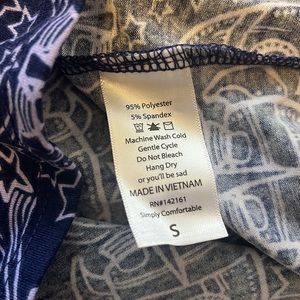 95% Polyester
5% Spandex
Machine Wash Cold
Gentle Cycle
Do Not Bleach
Hang Dry
or you'll be sad
MADE IN VIETNAM
RN#142161
Simply Comfortable
S